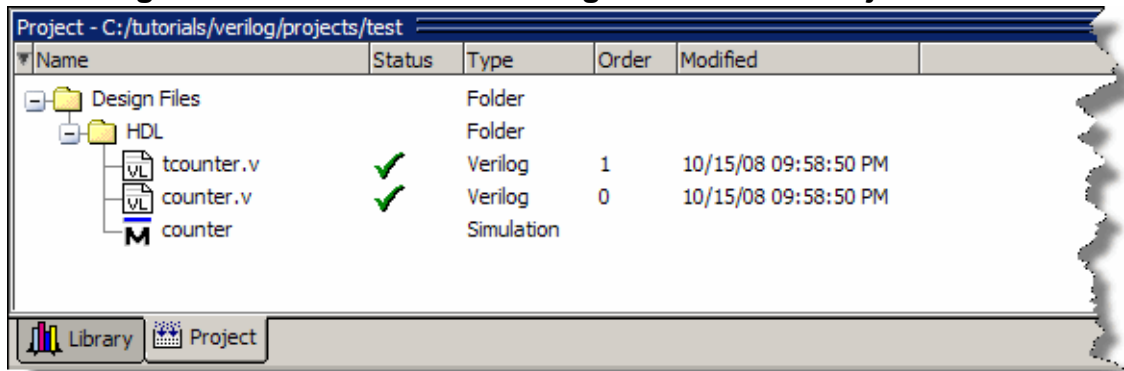 Project - C:/tutorials/verilog/projects/test
Name Status Type Order Modified
Design Files Folder
HDL Folder
VL tcounter.v Verilog 1 10/15/08 09:58:50 PM
VL counter.v Verilog 0 10/15/08 09:58:50 PM
M counter Simulation
Library Project